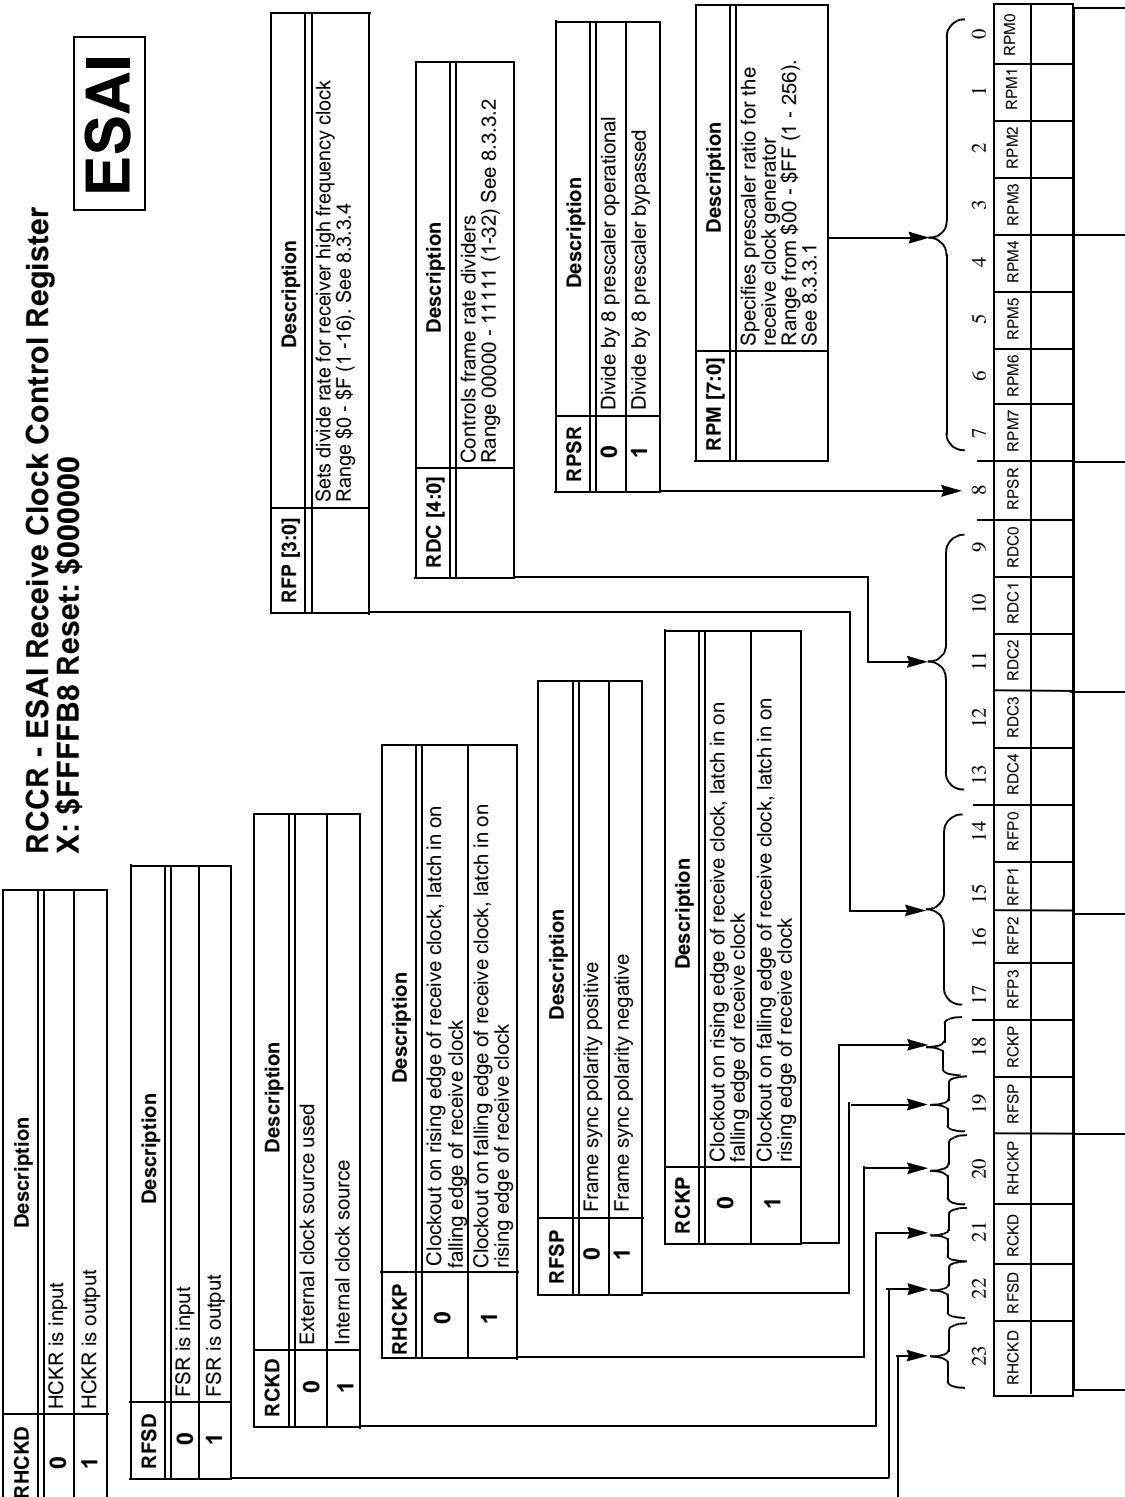 RCCR - ESAI Receive Clock Control Register
X: $FFFFB8 Reset: $000000
ESAI
RHCKD Description
0 HCKR is input
1 HCKR is output
RFSD Description
0 FSR is input
1 FSR is output
RCKD Description
0 External clock source used
1 Internal clock source
RHCKP Description
0 Clockout on rising edge of receive clock, latch in on
falling edge of receive clock
1 Clockout on falling edge of receive clock, latch in on
rising edge of receive clock
RFSP Description
0 Frame sync polarity positive
1 Frame sync polarity negative
RCKP Description
0 Clockout on rising edge of receive clock, latch in on
falling edge of receive clock
1 Clockout on falling edge of receive clock, latch in on
rising edge of receive clock
RFP [3:0] Description
Sets divide rate for receiver high frequency clock
Range $0 - $F (1 -16). See 8.3.3.4
RDC [4:0] Description
Controls frame rate dividers
Range 00000 - 11111 (1-32) See 8.3.3.2
RPSR Description
0 Divide by 8 prescaler operational
1 Divide by 8 prescaler bypassed
RPM [7:0] Description
Specifies prescaler ratio for the
receive clock generator
Range from $00 - $FF (1 - 256).
See 8.3.3.1
23 22 21 20 19 18 17 16 15 14 13 12 11 10 9 8 7 6 5 4 3 2 1 0
RHCKD RFSD RCKD RHCKP RFSP RCKP RFP3 RFP2 RFP1 RFP0 RDC4 RDC3 RDC2 RDC1 RDC0 RPSR RPM7 RPM6 RPM5 RPM4 RPM3 RPM2 RPM1 RPM0